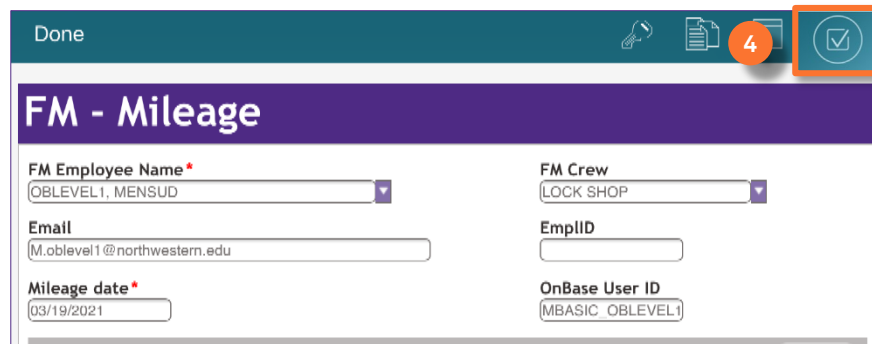 Done
4
FM - Mileage
FM Employee Name*
FM Crew
OBLEVEL1, MENSUD
LOCK SHOP
Email
EmplID
M.oblevel1@northwestern.edu
Mileage date*
OnBase User ID
03/19/2021
MBASIC_OBLEVEL1